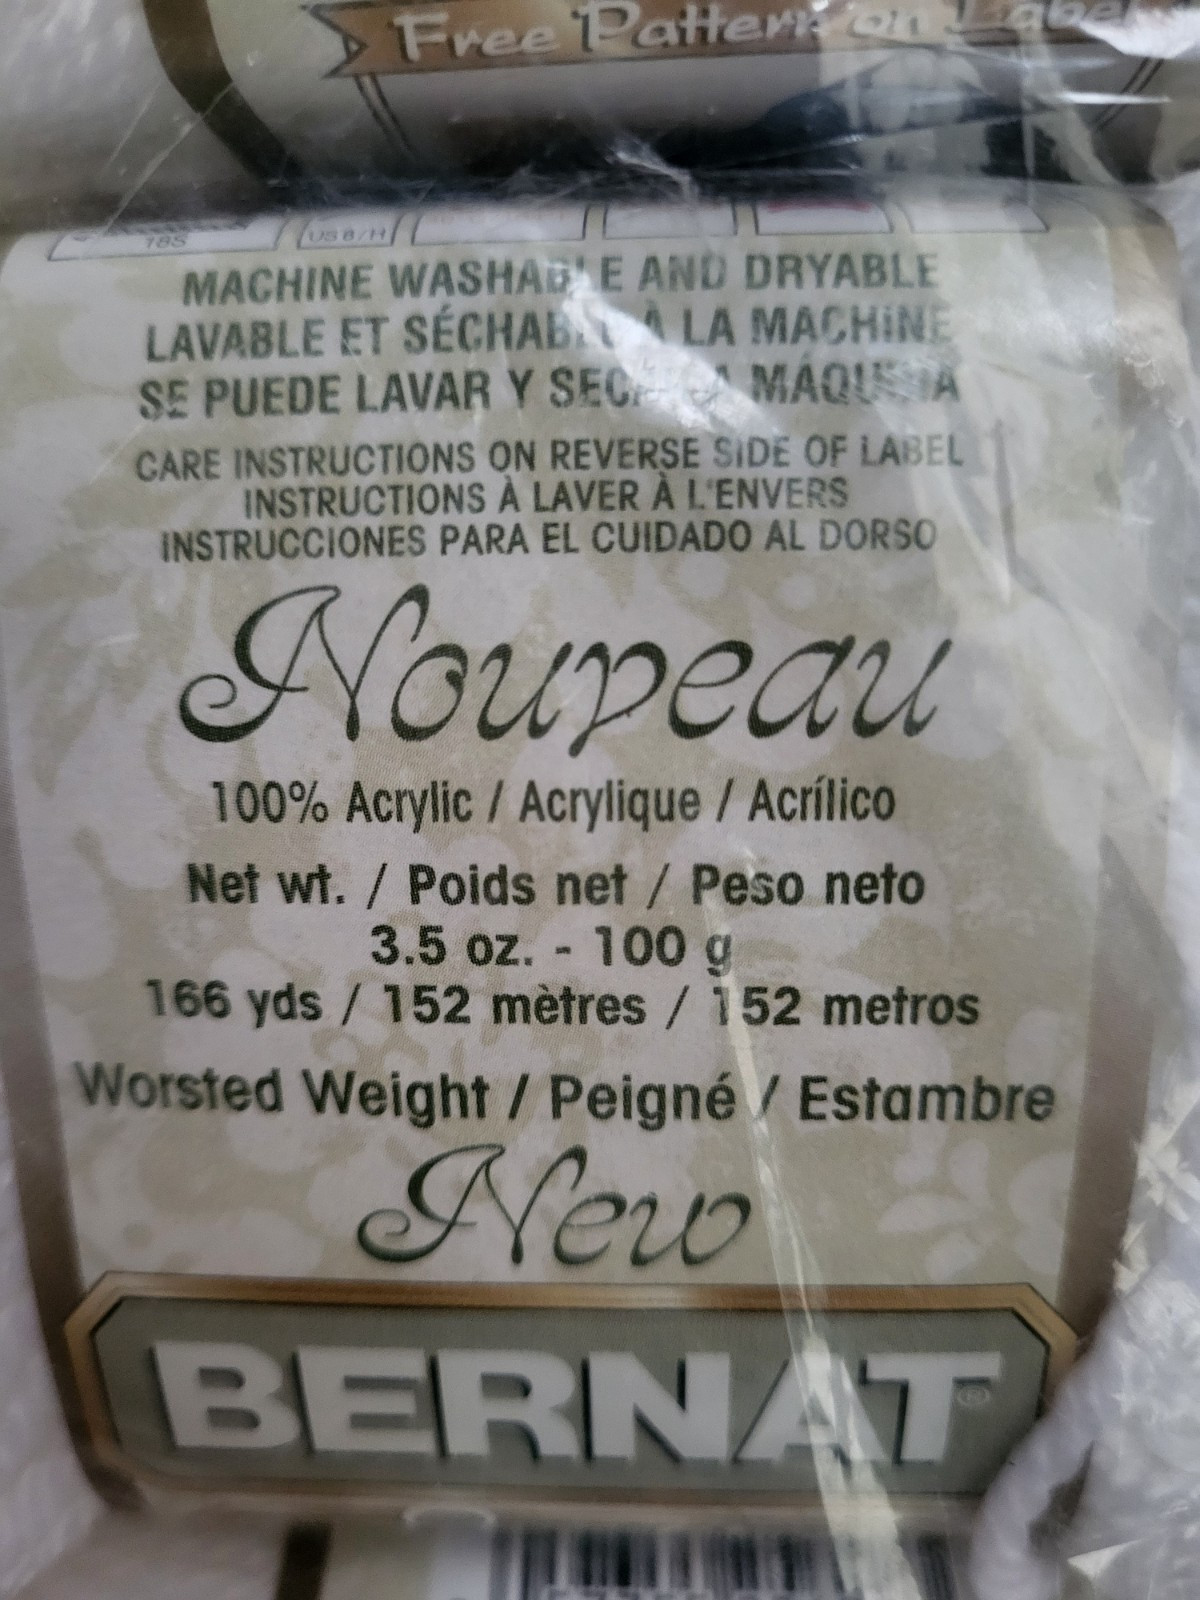 Free Pattern on Label
18S
US 8/H
MACHINE WASHABLE AND DRYABLE
LAVABLE ET SÉCHABLE À LA MACHINE
SE PUEDE LAVAR Y SECAR A MÁQUINA
CARE INSTRUCTIONS ON REVERSE SIDE OF LABEL
INSTRUCTIONS À LAVER À L'ENVERS
INSTRUCCIONES PARA EL CUIDADO AL DORSO
Nouveau
100% Acrylic / Acrylique / Acrílico
Net wt. / Poids net / Peso neto
3.5 oz. - 100 g
166 yds / 152 mètres / 152 metros
Worsted Weight / Peigné / Estambre
New
BERNAT®